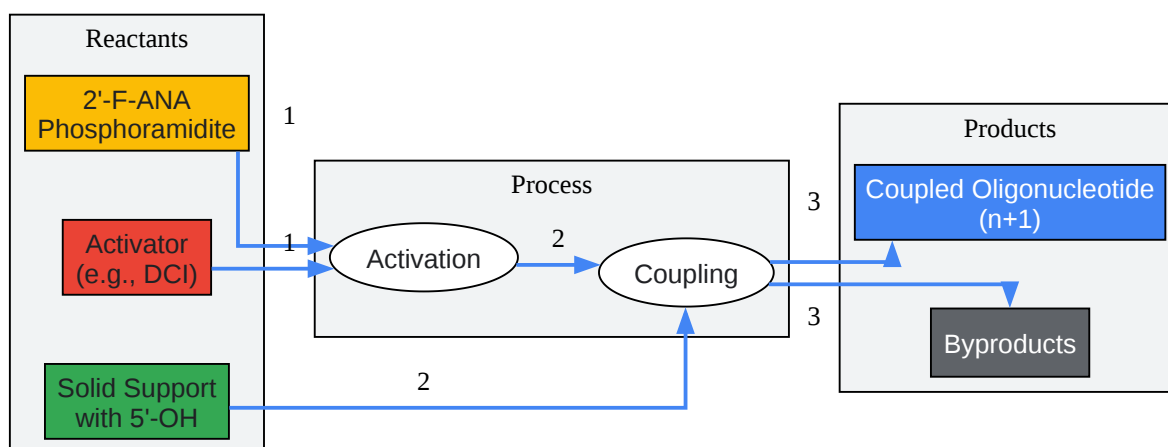 Reactants
2'-F-ANA
Phosphoramidite
1
Activator
(e.g., DCI)
1
Solid Support
with 5'-OH
2
Process
Activation
2
Coupling
3
3
Products
Coupled Oligonucleotide
(n+1)
Byproducts